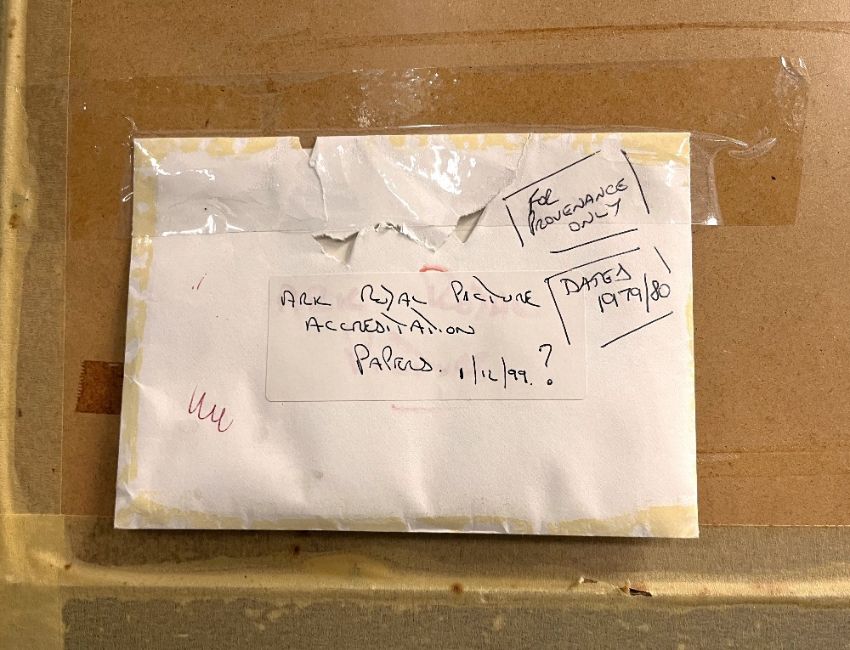 FOR
PROVENANCE
ONLY
DATED
1979/80
ARK ROYAL PICTURE
ACCREDITATION
PAPERS. 1/12/99. ?